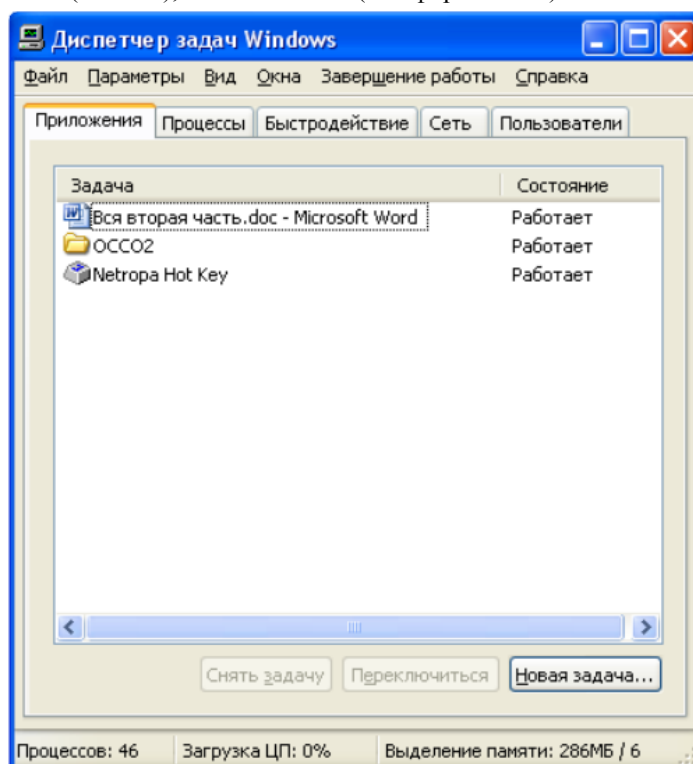 Диспетчер задач Windows
Файл Параметры Вид Окна Завершение работы Справка
Приложения Процессы Быстродействие Сеть Пользователи
Задача Состояние
Вся вторая часть.doc - Microsoft Word Работает
ОССО2 Работает
Netropa Hot Key Работает
Снять задачу Переключиться Новая задача...
Процессов: 46 Загрузка ЦП: 0% Выделение памяти: 286МБ / 6